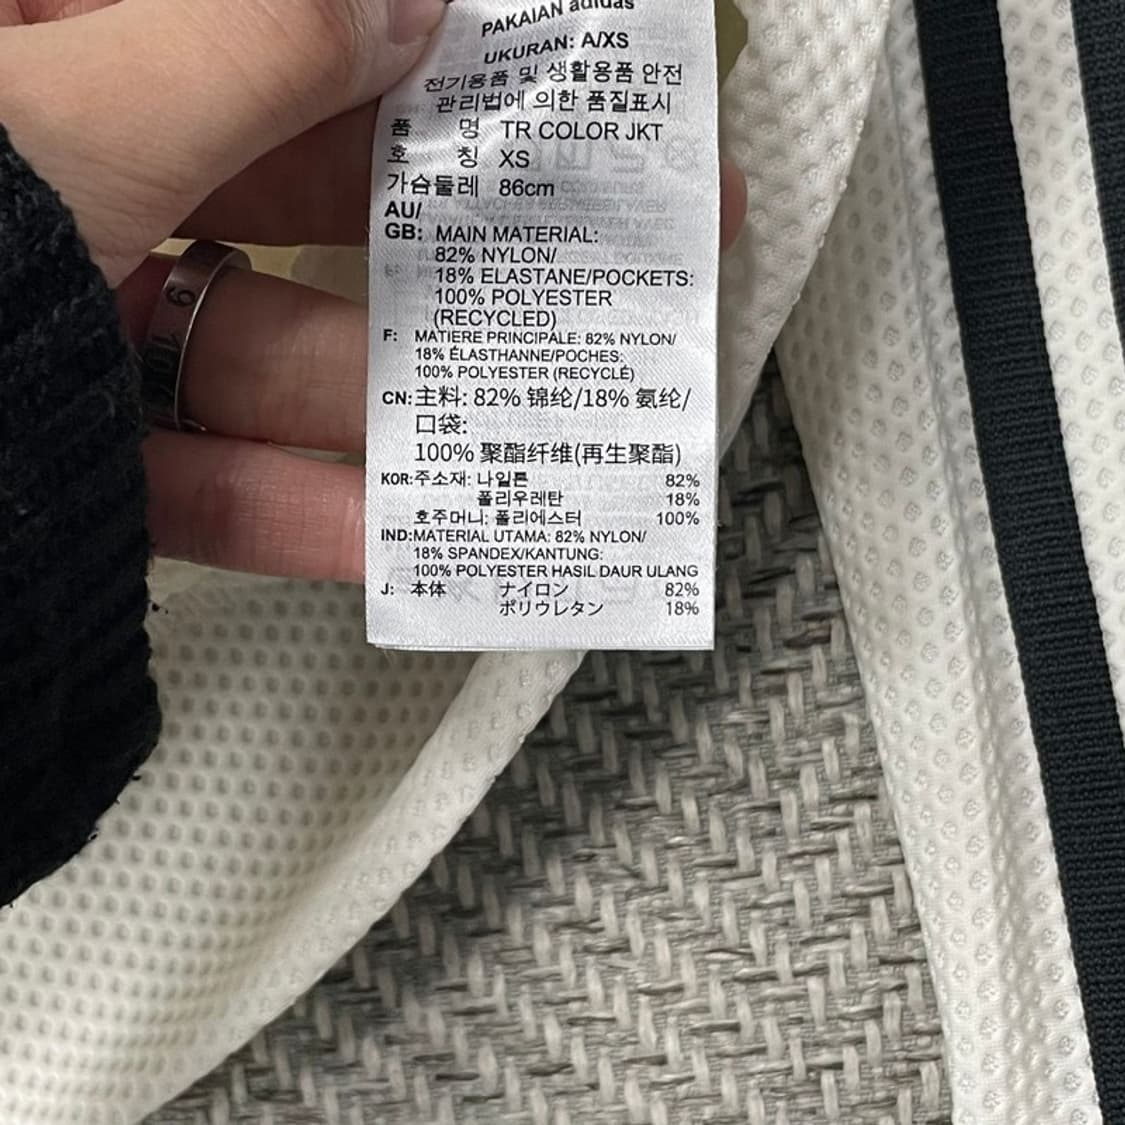 PAKAIAN adidas
UKURAN: A/XS
전기용품 및 생활용품 안전
관리법에 의한 품질표시
품 명 TR COLOR JKT
호 칭 XS
가슴둘레 86cm
AU/
GB: MAIN MATERIAL:
82% NYLON/
18% ELASTANE/POCKETS:
100% POLYESTER
(RECYCLED)
F: MATIERE PRINCIPALE: 82% NYLON/
18% ÉLASTHANNE/POCHES:
100% POLYESTER (RECYCLÉ)
CN: 主料: 82% 锦纶/18% 氨纶/
口袋:
100% 聚酯纤维(再生聚酯)
KOR: 주소재: 나일론 82%
폴리우레탄 18%
호주머니: 폴리에스터 100%
IND: MATERIAL UTAMA: 82% NYLON/
18% SPANDEX/KANTUNG:
100% POLYESTER HASIL DAUR ULANG
J: 本体 ナイロン 82%
ポリウレタン 18%
9 10